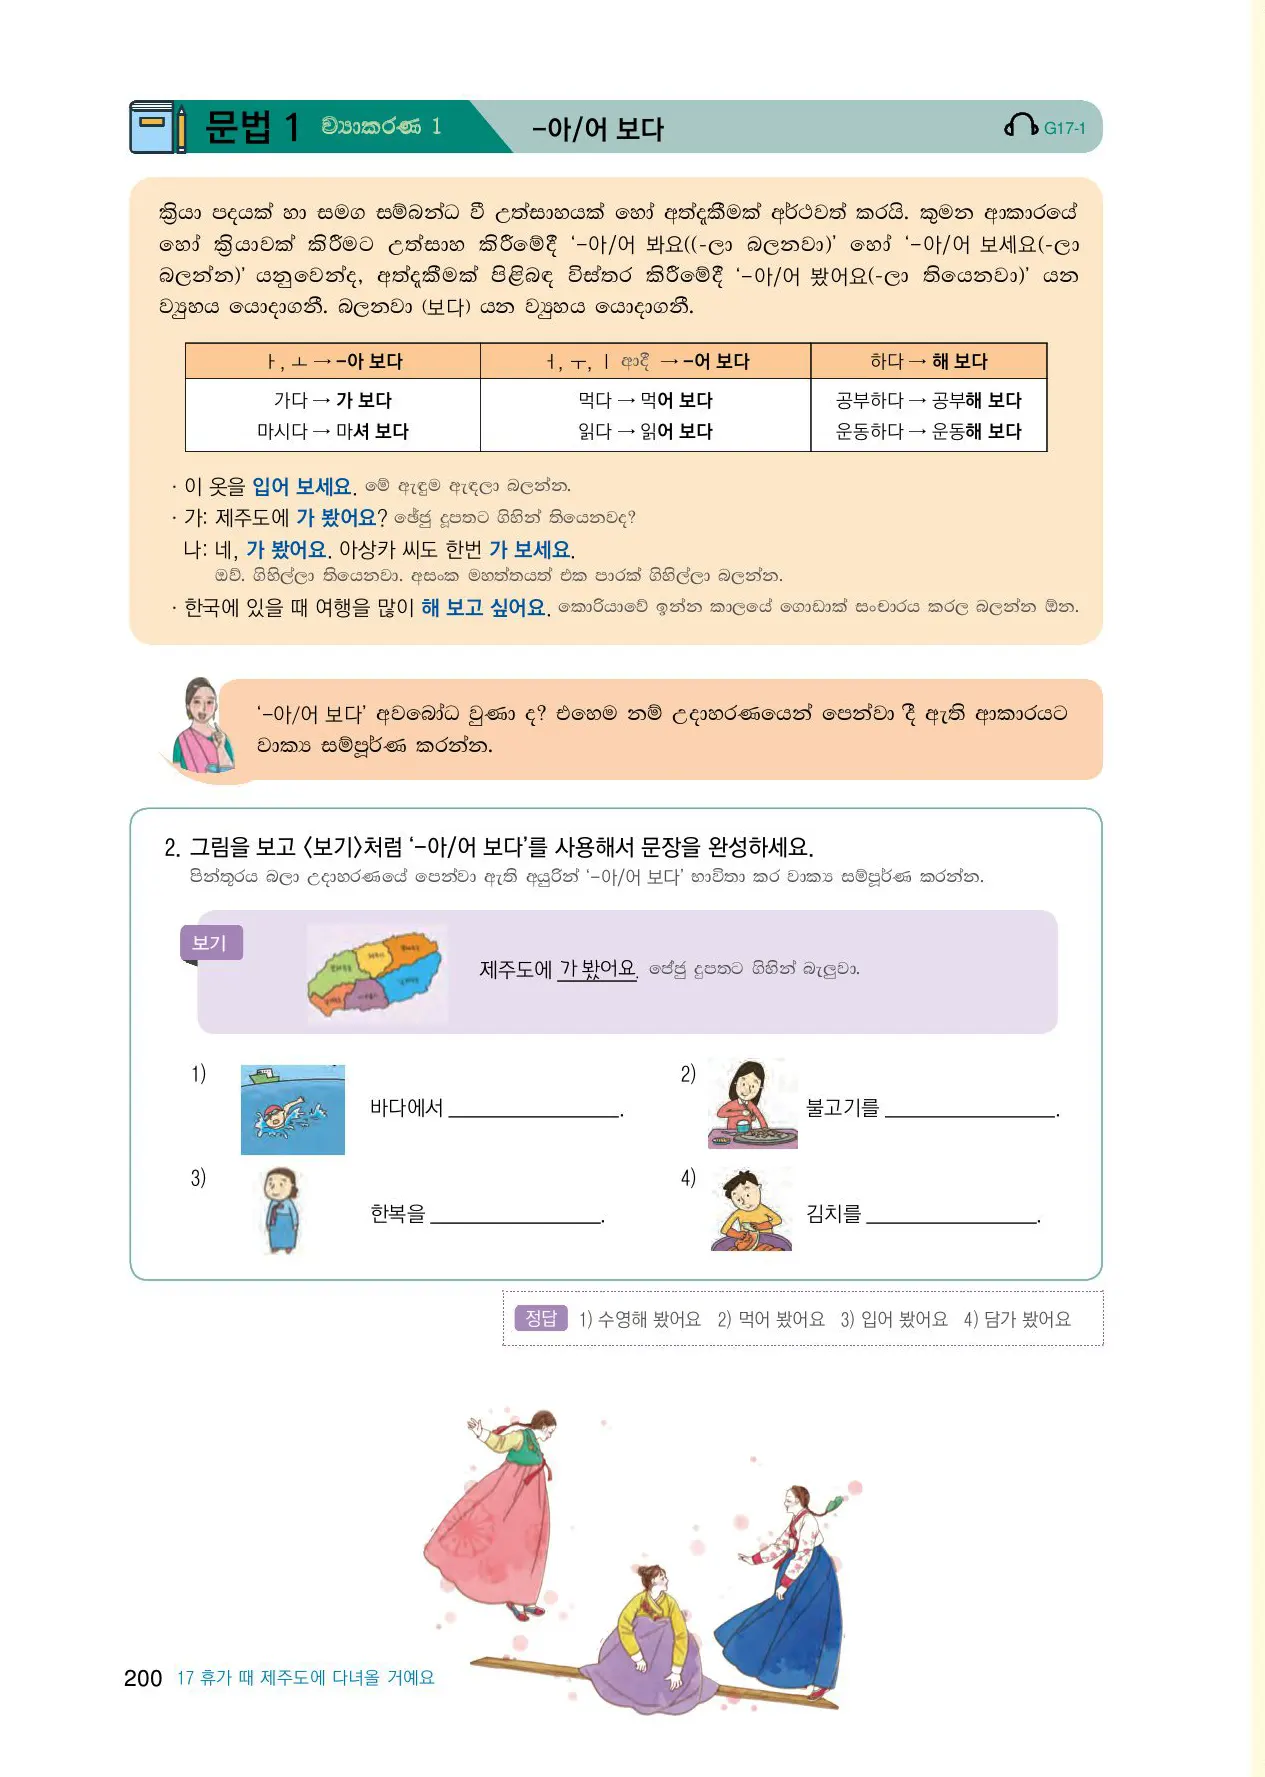 문법 1 ව්‍යාකරණ 1 -아/어 보다 G17-1
ක්‍රියා පදයක් හා සමග සම්බන්ධ වී උත්සාහයක් හෝ අත්දැකීමක් අර්ථවත් කරයි. කුමන ආකාරයේ
හෝ ක්‍රියාවක් කිරීමට උත්සාහ කිරීමේදී ‘-아/어 봐요((-ලා බලනවා)’ හෝ ‘-아/어 보세요(-ලා
බලන්න)’ යනුවෙන්ද, අත්දැකීමක් පිළිබඳ විස්තර කිරීමේදී ‘-아/어 봤어요(-ලා තියෙනවා)’ යන
ව්‍යුහය යොදාගනී. බලනවා (보다) යන ව්‍යුහය යොදාගනී.
ㅏ, ㅗ → -아 보다 ㅓ, ㅜ, ㅣ ආදී → -어 보다 하다 → 해 보다
가다 → 가 보다 먹다 → 먹어 보다 공부하다 → 공부해 보다
마시다 → 마셔 보다 읽다 → 읽어 보다 운동하다 → 운동해 보다
· 이 옷을 입어 보세요. මේ ඇඳුම ඇඳලා බලන්න.
· 가: 제주도에 가 봤어요? ජේජු දූපතට ගිහින් තියෙනවද?
나: 네, 가 봤어요. 아상카 씨도 한번 가 보세요.
ඔව්. ගිහිල්ලා තියෙනවා. අසංක මහත්තයත් එක පාරක් ගිහිල්ලා බලන්න.
· 한국에 있을 때 여행을 많이 해 보고 싶어요. කොරියාවේ ඉන්න කාලයේ ගොඩාක් සංචාරය කරල බලන්න ඕන.
‘-아/어 보다’ අවබෝධ වුණා ද? එහෙම නම් උදාහරණයෙන් පෙන්වා දී ඇති ආකාරයට
වාක්‍ය සම්පූර්ණ කරන්න.
2. 그림을 보고 〈보기〉처럼 ‘-아/어 보다’를 사용해서 문장을 완성하세요.
පින්තූරය බලා උදාහරණයේ පෙන්වා ඇති අයුරින් ‘-아/어 보다’ භාවිතා කර වාක්‍ය සම්පූර්ණ කරන්න.
보기
제주도에 가 봤어요. ජේජු දුපතට ගිහින් බැලුවා.
1) 바다에서 ________.
2) 불고기를 ________.
3) 한복을 ________.
4) 김치를 ________.
정답 1) 수영해 봤어요 2) 먹어 봤어요 3) 입어 봤어요 4) 담가 봤어요
200 17 휴가 때 제주도에 다녀올 거예요